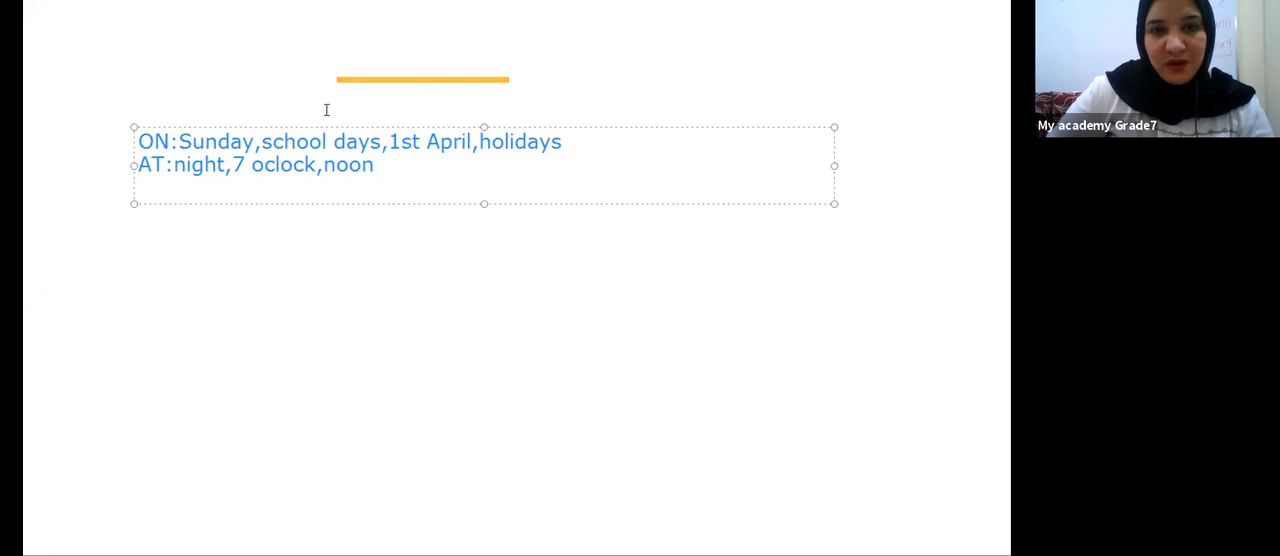 ON:Sunday,school days,1st April,holidays
AT:night,7 oclock,noon
My academy Grade7